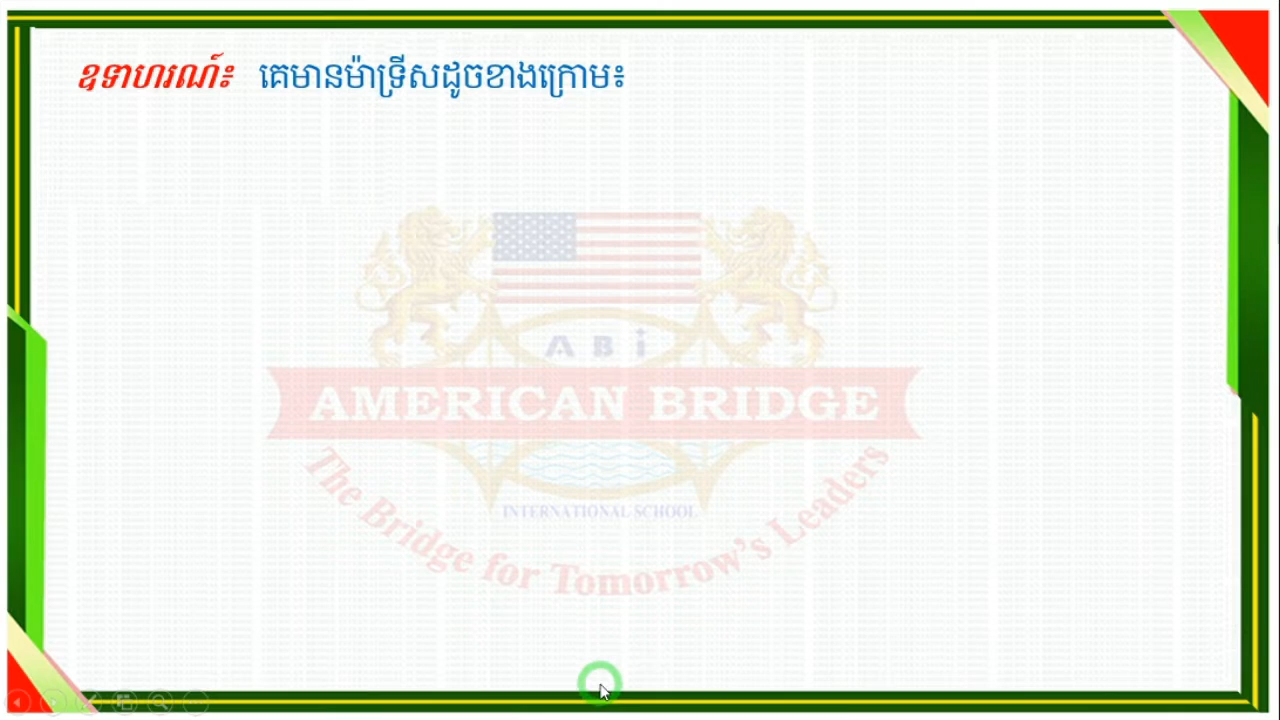 ឧទាហរណ៍៖ គេមានម៉ាទ្រីសដូចខាងក្រោម៖
A B i
AMERICAN BRIDGE
INTERNATIONAL SCHOOL
The Bridge for Tomorrow's Leaders